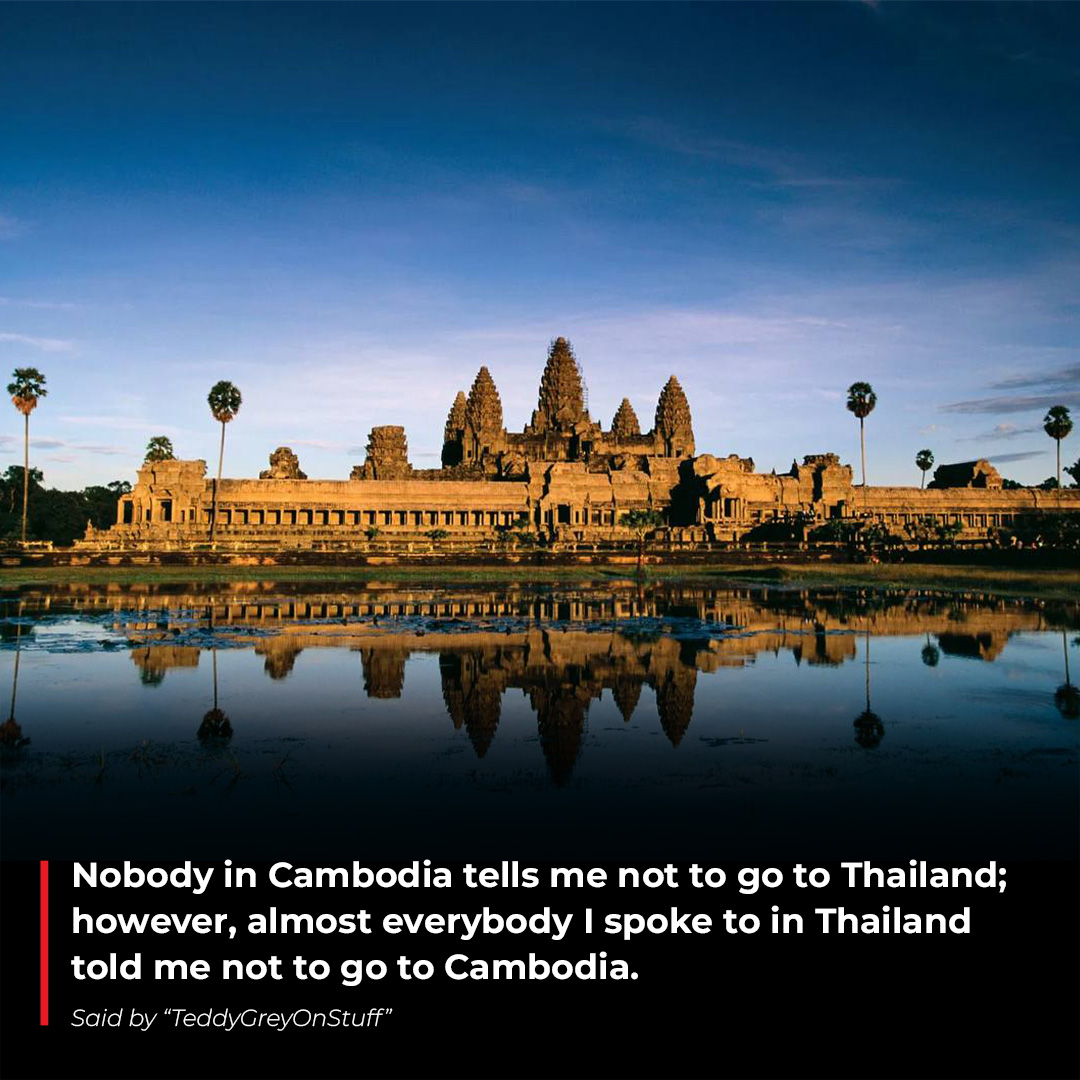 Nobody in Cambodia tells me not to go to Thailand;
however, almost everybody I spoke to in Thailand
told me not to go to Cambodia.
Said by “TeddyGreyOnStuff”